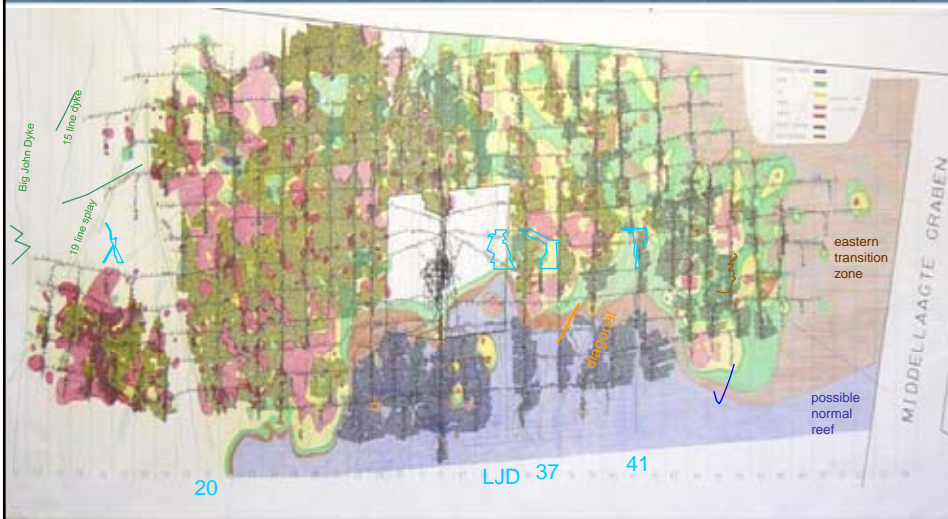 Big John Dyke
15 line dyke
19 line splay
diagonal
eastern
transition
zone
possible
normal
reef
MIDDELLAAGTE GRABEN
20
LJD
37
41